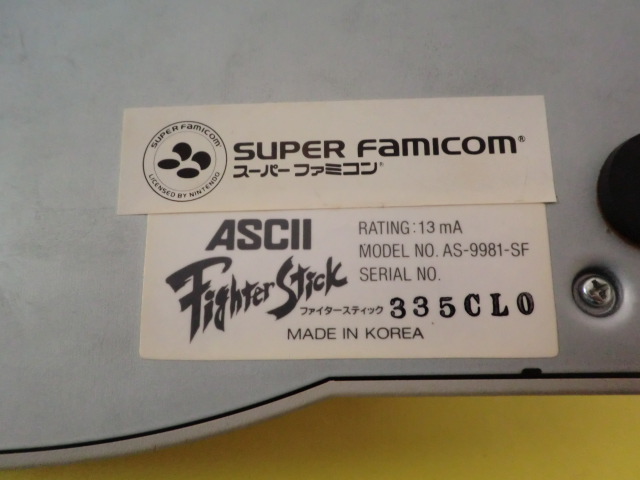 SUPER FAMICOM
LICENSED BY NINTENDO
SUPER FAMICOM®
スーパーファミコン®
ASCII
Fighter Stick
ファイタースティック
RATING: 13 mA
MODEL NO. AS-9981-SF
SERIAL NO.
335CL0
MADE IN KOREA